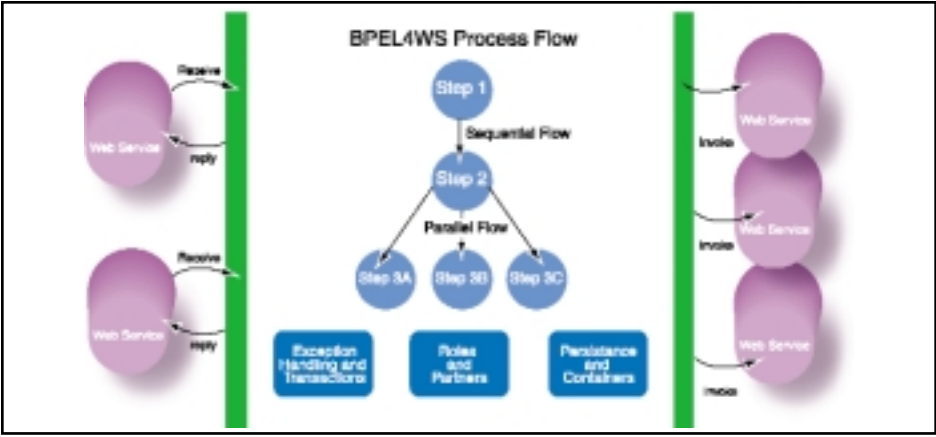 BPEL4WS Process Flow
Receive
Web Service
reply
Receive
Web Service
reply
Step 1
Sequential Flow
Step 2
Parallel Flow
Step 3A
Step 3B
Step 3C
Exception
Handling and
Transactions
Roles
and
Partners
Persistance
and
Containers
Web Service
Invoke
Web Service
Invoke
Web Service
Invoke